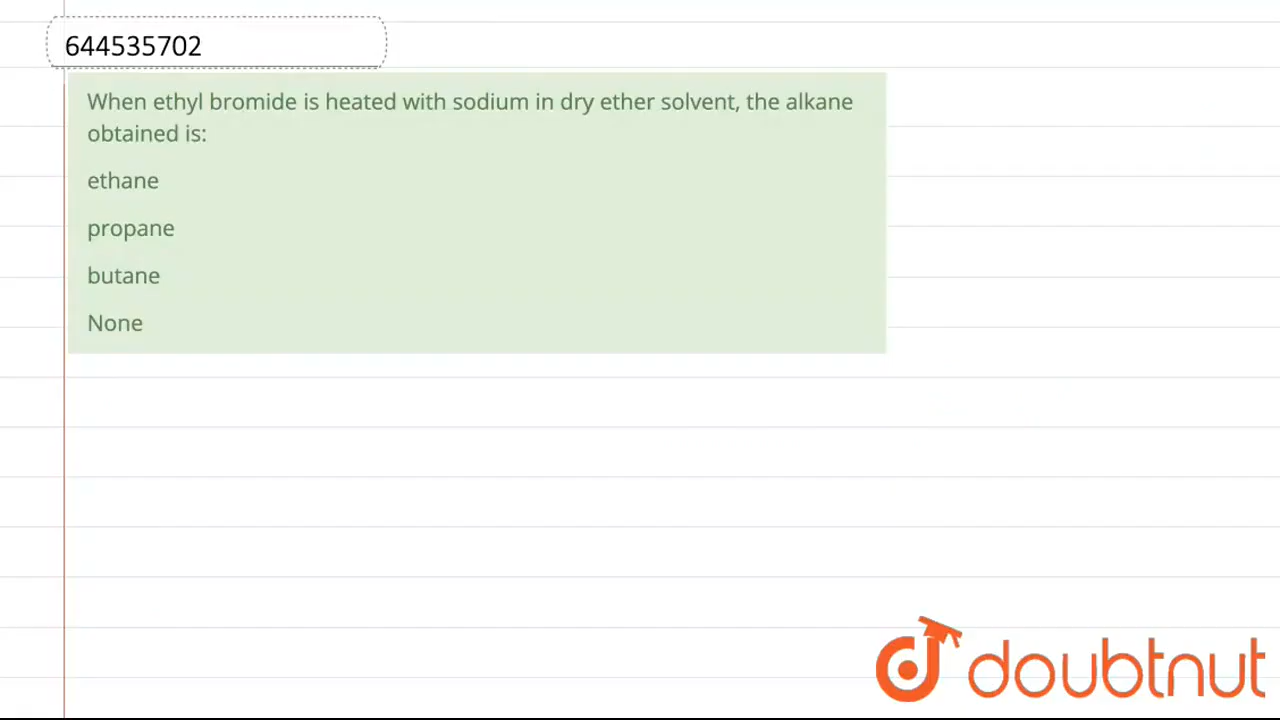 644535702
When ethyl bromide is heated with sodium in dry ether solvent, the alkane
obtained is:
ethane
propane
butane
None
doubtnut